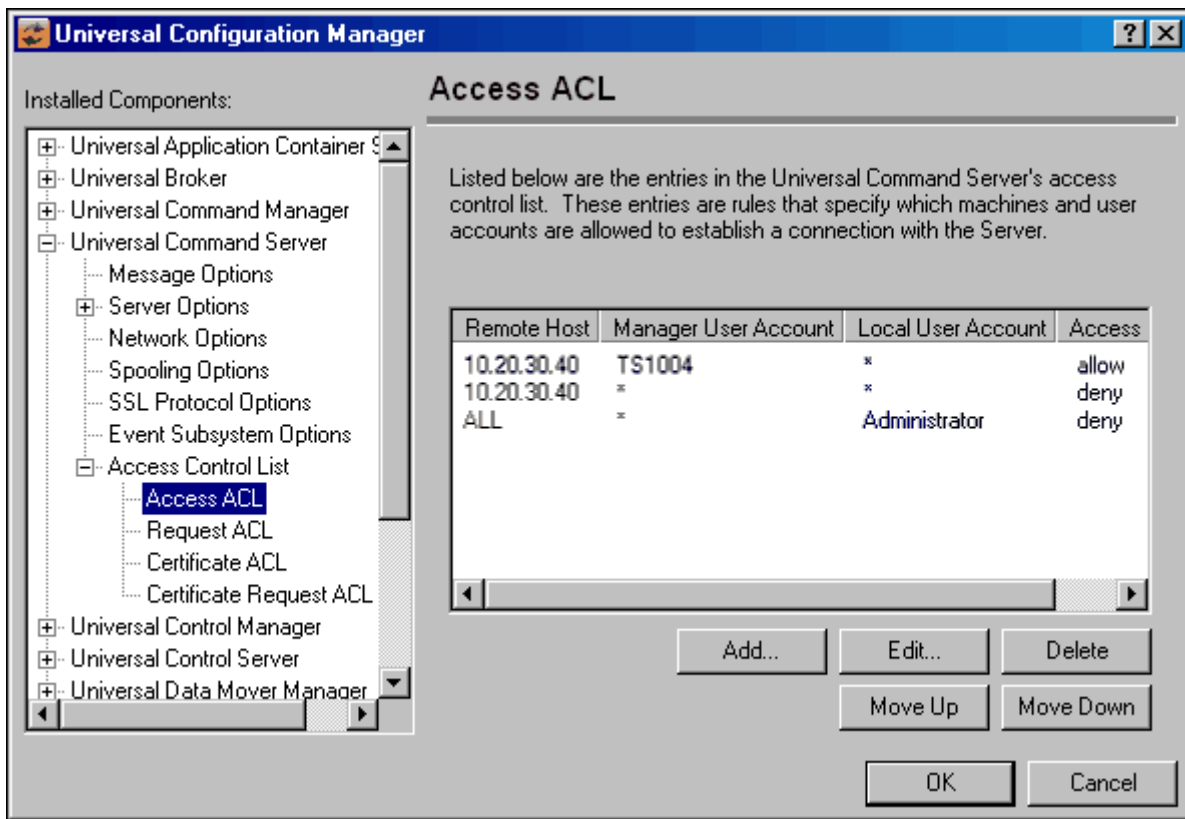 Universal Configuration Manager
Installed Components:
Universal Application Container
Universal Broker
Universal Command Manager
Universal Command Server
Message Options
Server Options
Network Options
Spooling Options
SSL Protocol Options
Event Subsystem Options
Access Control List
Access ACL
Request ACL
Certificate ACL
Certificate Request ACL
Universal Control Manager
Universal Control Server
Universal Data Mover Manager
Access ACL
Listed below are the entries in the Universal Command Server's access
control list. These entries are rules that specify which machines and user
accounts are allowed to establish a connection with the Server.
Remote Host Manager User Account Local User Account Access
10.20.30.40 TS1004 * allow
10.20.30.40 * * deny
ALL * Administrator deny
Add... Edit... Delete
Move Up Move Down
OK Cancel